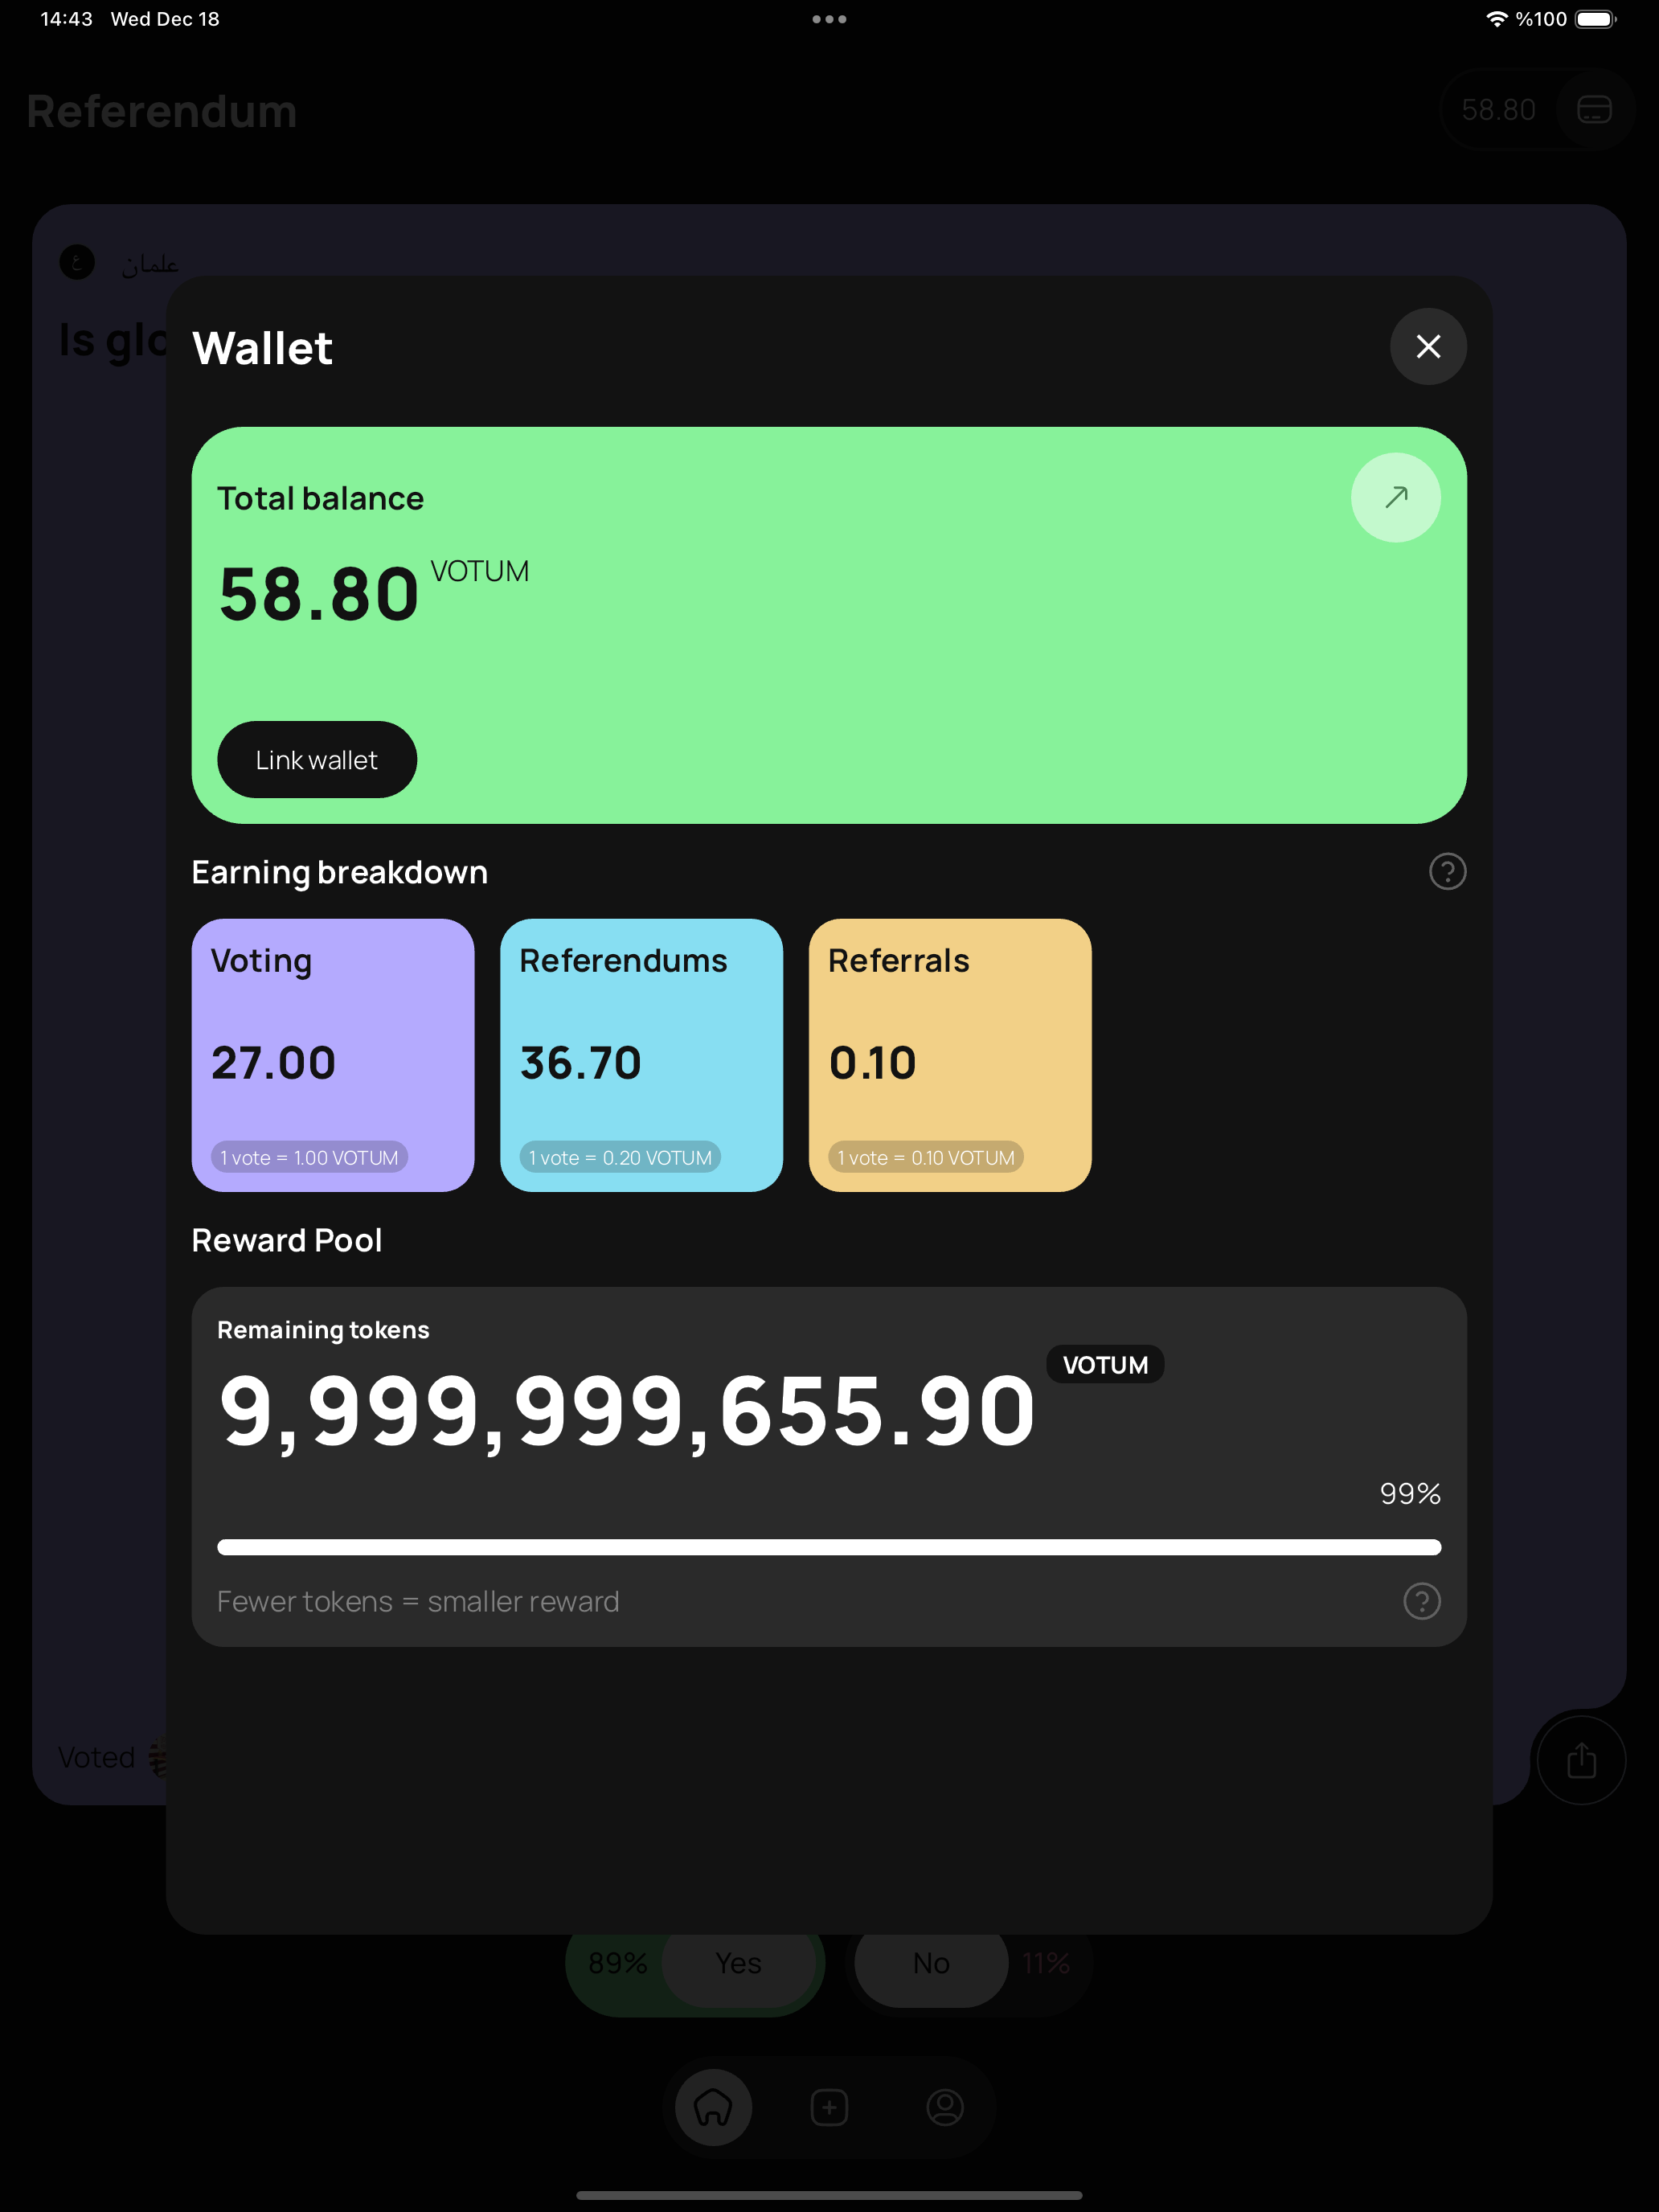 14:43 Wed Dec 18
%100
Referendum
58.80
ع علمان
Is glo
Wallet
Total balance
58.80 VOTUM
Link wallet
Earning breakdown
Voting
27.00
1 vote = 1.00 VOTUM
Referendums
36.70
1 vote = 0.20 VOTUM
Referrals
0.10
1 vote = 0.10 VOTUM
Reward Pool
Remaining tokens
9,999,999,655.90 VOTUM
99%
Fewer tokens = smaller reward
Voted
89% Yes
No 11%